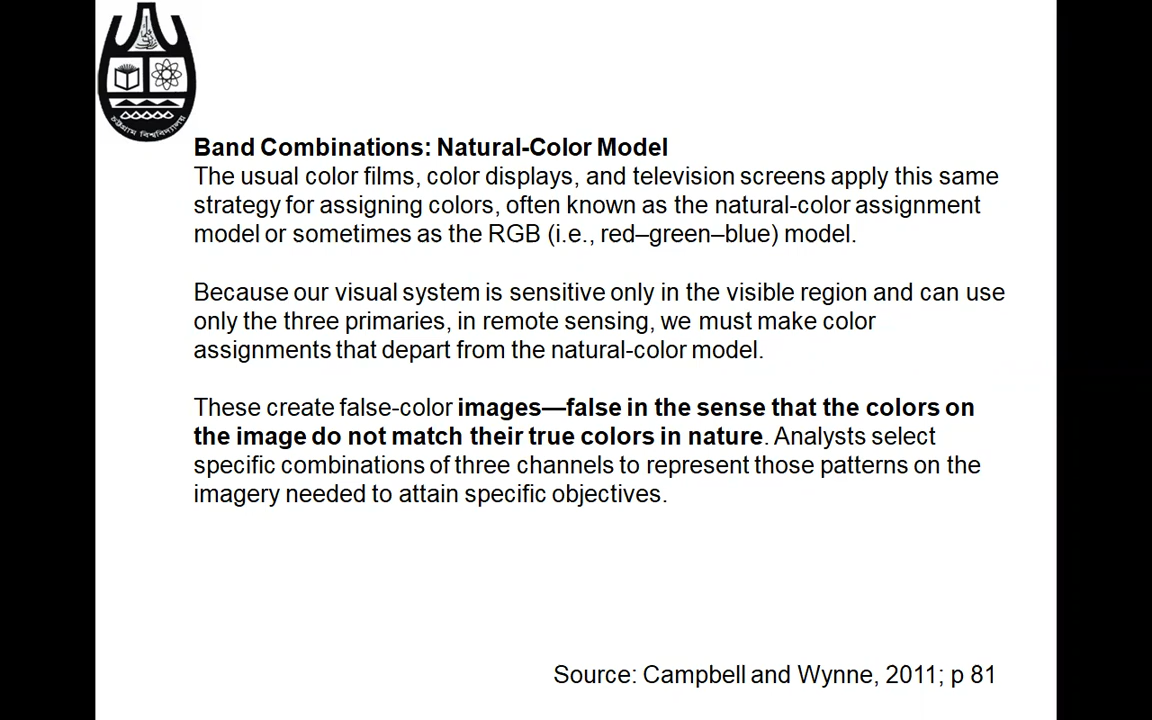 চট্টগ্রাম বিশ্ববিদ্যালয়
Band Combinations: Natural-Color Model
The usual color films, color displays, and television screens apply this same
strategy for assigning colors, often known as the natural-color assignment
model or sometimes as the RGB (i.e., red–green–blue) model.
Because our visual system is sensitive only in the visible region and can use
only the three primaries, in remote sensing, we must make color
assignments that depart from the natural-color model.
These create false-color images—false in the sense that the colors on
the image do not match their true colors in nature. Analysts select
specific combinations of three channels to represent those patterns on the
imagery needed to attain specific objectives.
Source: Campbell and Wynne, 2011; p 81